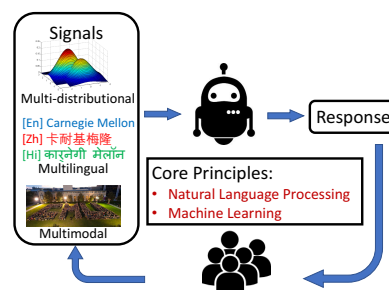 Signals
Multi-distributional
[En] Carnegie Mellon
[Zh] 卡耐基梅隆
[Hi] कारनेगी मेलॉन
Multilingual
Multimodal
Response
Core Principles:
• Natural Language Processing
• Machine Learning